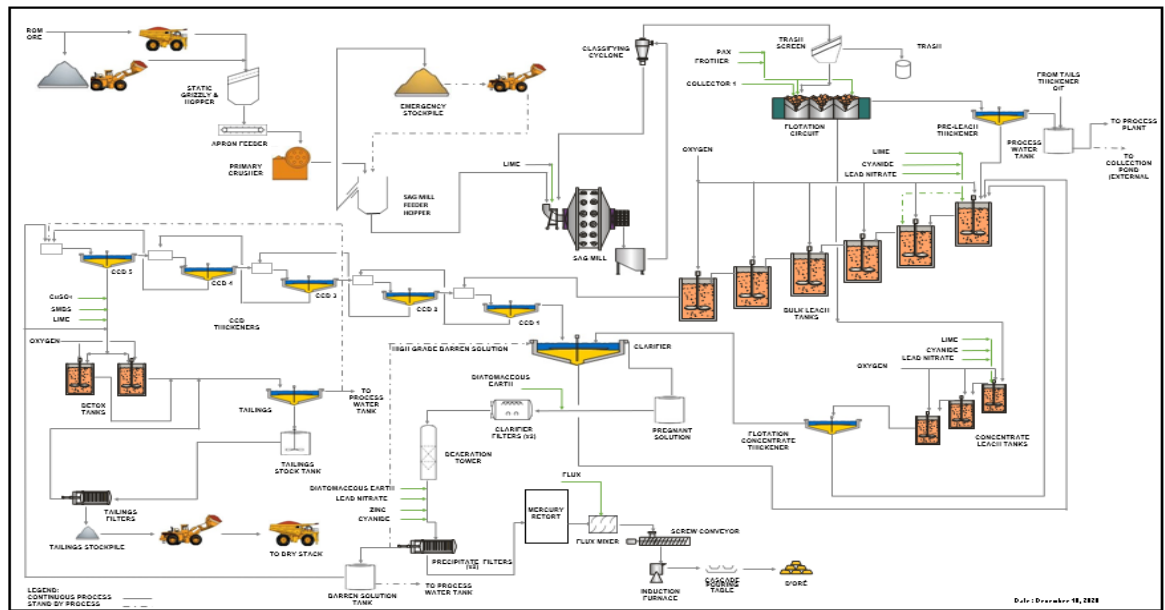 ROM
ORE
STATIC
GRIZZLY &
HOPPER
APRON FEEDER
PRIMARY
CRUSHER
EMERGENCY
STOCKPILE
CLASSIFYING
CYCLONE
TRASH
SCREEN
TRASH
PAX
FROTHER
COLLECTOR 1
FLOTATION
CIRCUIT
FROM TAILS
THICKENER
O/F
PRE-LEACH
THICKENER
PROCESS
WATER
TANK
TO PROCESS
PLANT
TO
COLLECTION
POND
(EXTERNAL
LIME
SAG MILL
FEEDER
HOPPER
SAG MILL
OXYGEN
LIME
CYANIDE
LEAD NITRATE
BULK LEACH
TANKS
CCD 5
CCD 4
CCD 3
CCD 2
CCD 1
CCD
THICKENERS
CuSO4
SMBS
LIME
OXYGEN
DETOX
TANKS
TAILINGS
TO
PROCESS
WATER
TANK
TAILINGS
STOCK TANK
TAILINGS
FILTERS
TAILINGS STOCKPILE
TO DRY STACK
HIGH GRADE BARREN SOLUTION
CLARIFIER
DIATOMACEOUS
EARTH
CLARIFIER
FILTERS (x2)
PREGNANT
SOLUTION
DEAERATION
TOWER
DIATOMACEOUS EARTH
LEAD NITRATE
ZINC
CYANIDE
PRECIPITATE FILTERS
(x2)
BARREN SOLUTION
TANK
TO PROCESS
WATER TANK
FLOTATION
CONCENTRATE
THICKENER
OXYGEN
LIME
CYANIDE
LEAD NITRATE
CONCENTRATE
LEACH TANKS
MERCURY
RETORT
FLUX
FLUX MIXER
SCREW CONVEYOR
INDUCTION
FURNACE
CASCADE
POURING
TABLE
D'ORÉ
LEGEND:
CONTINUOUS PROCESS
STAND BY PROCESS